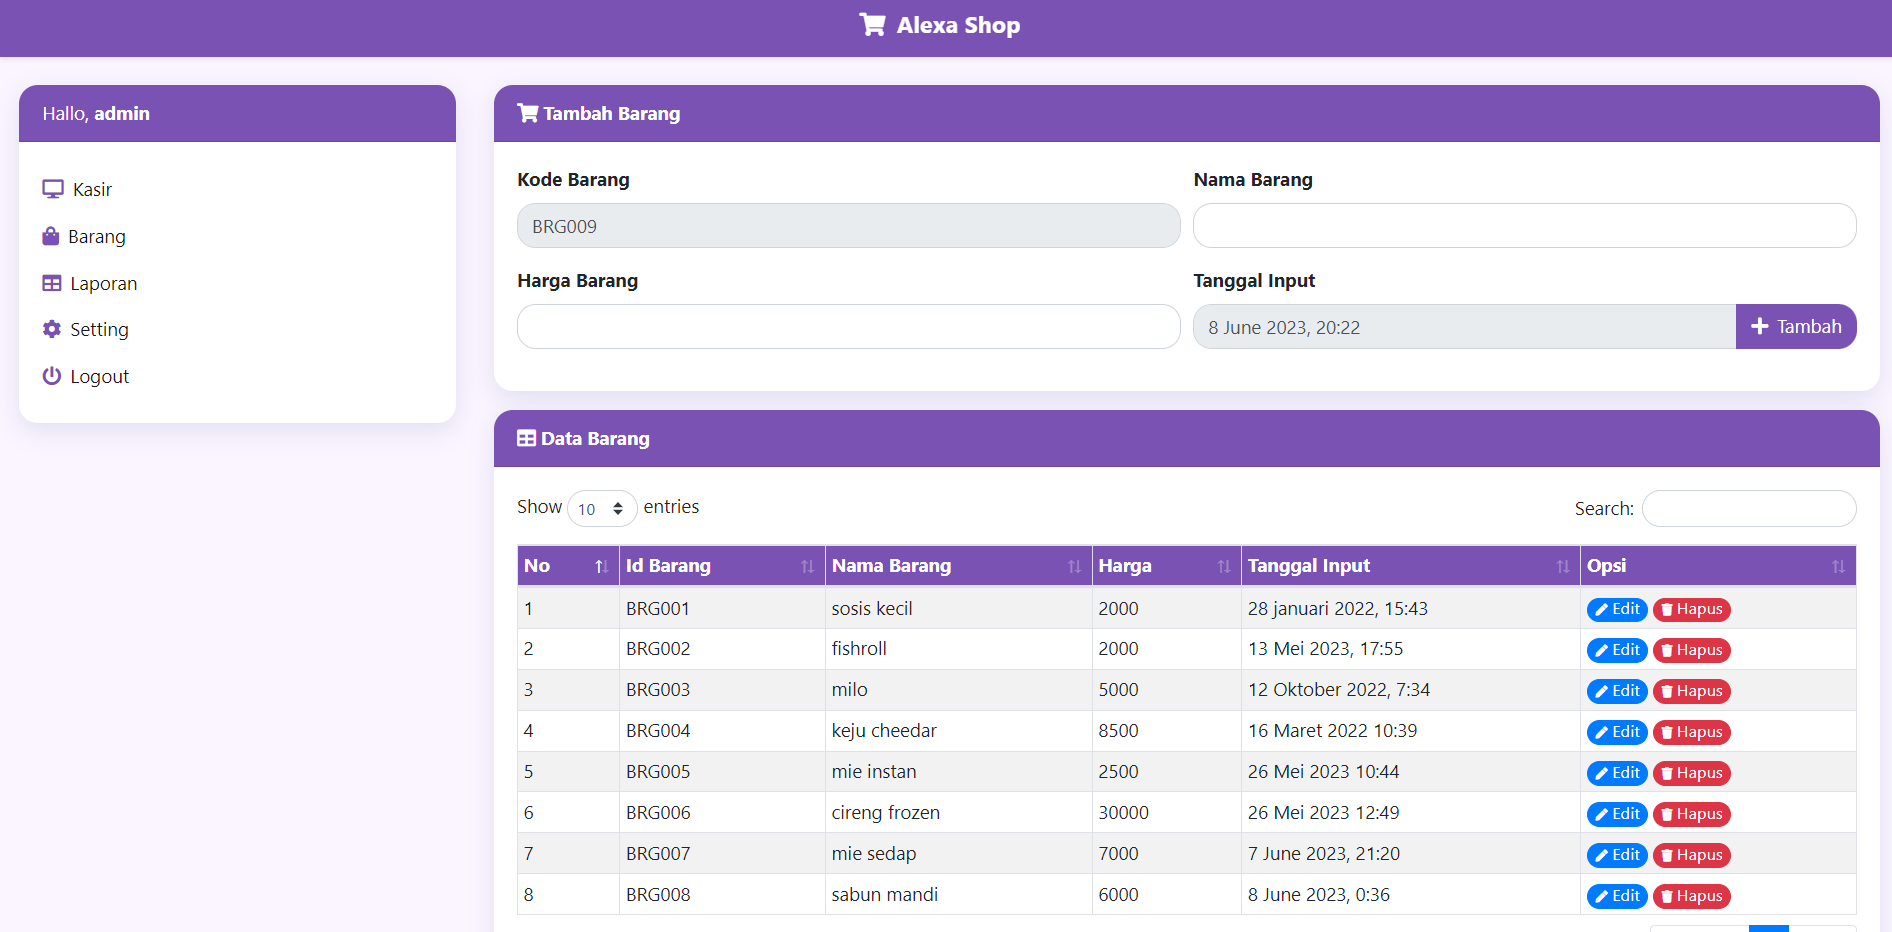 Alexa Shop
Hallo, admin
Kasir
Barang
Laporan
Setting
Logout
Tambah Barang
Kode Barang
Nama Barang
BRG009
Harga Barang
Tanggal Input
8 June 2023, 20:22
Tambah
Data Barang
Show 10 entries
Search:
No Id Barang Nama Barang Harga Tanggal Input Opsi
1 BRG001 sosis kecil 2000 28 januari 2022, 15:43 Edit Hapus
2 BRG002 fishroll 2000 13 Mei 2023, 17:55 Edit Hapus
3 BRG003 milo 5000 12 Oktober 2022, 7:34 Edit Hapus
4 BRG004 keju cheedar 8500 16 Maret 2022 10:39 Edit Hapus
5 BRG005 mie instan 2500 26 Mei 2023 10:44 Edit Hapus
6 BRG006 cireng frozen 30000 26 Mei 2023 12:49 Edit Hapus
7 BRG007 mie sedap 7000 7 June 2023, 21:20 Edit Hapus
8 BRG008 sabun mandi 6000 8 June 2023, 0:36 Edit Hapus